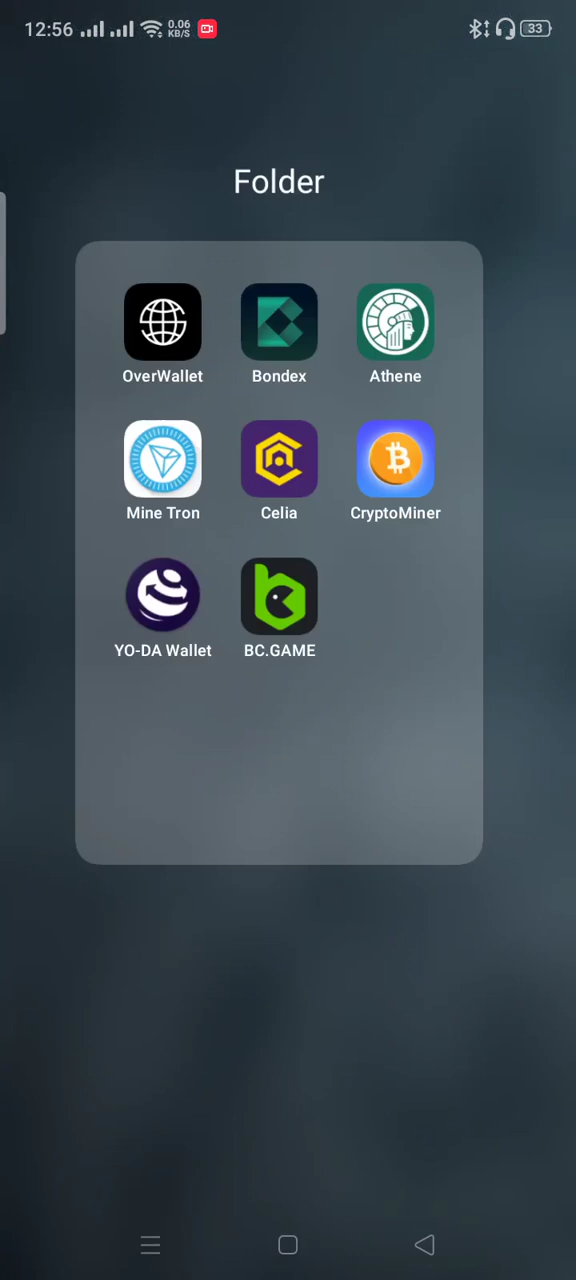 12:56 0.06 KB/S 33
Folder
OverWallet Bondex Athene
Mine Tron Celia CryptoMiner
YO-DA Wallet BC.GAME